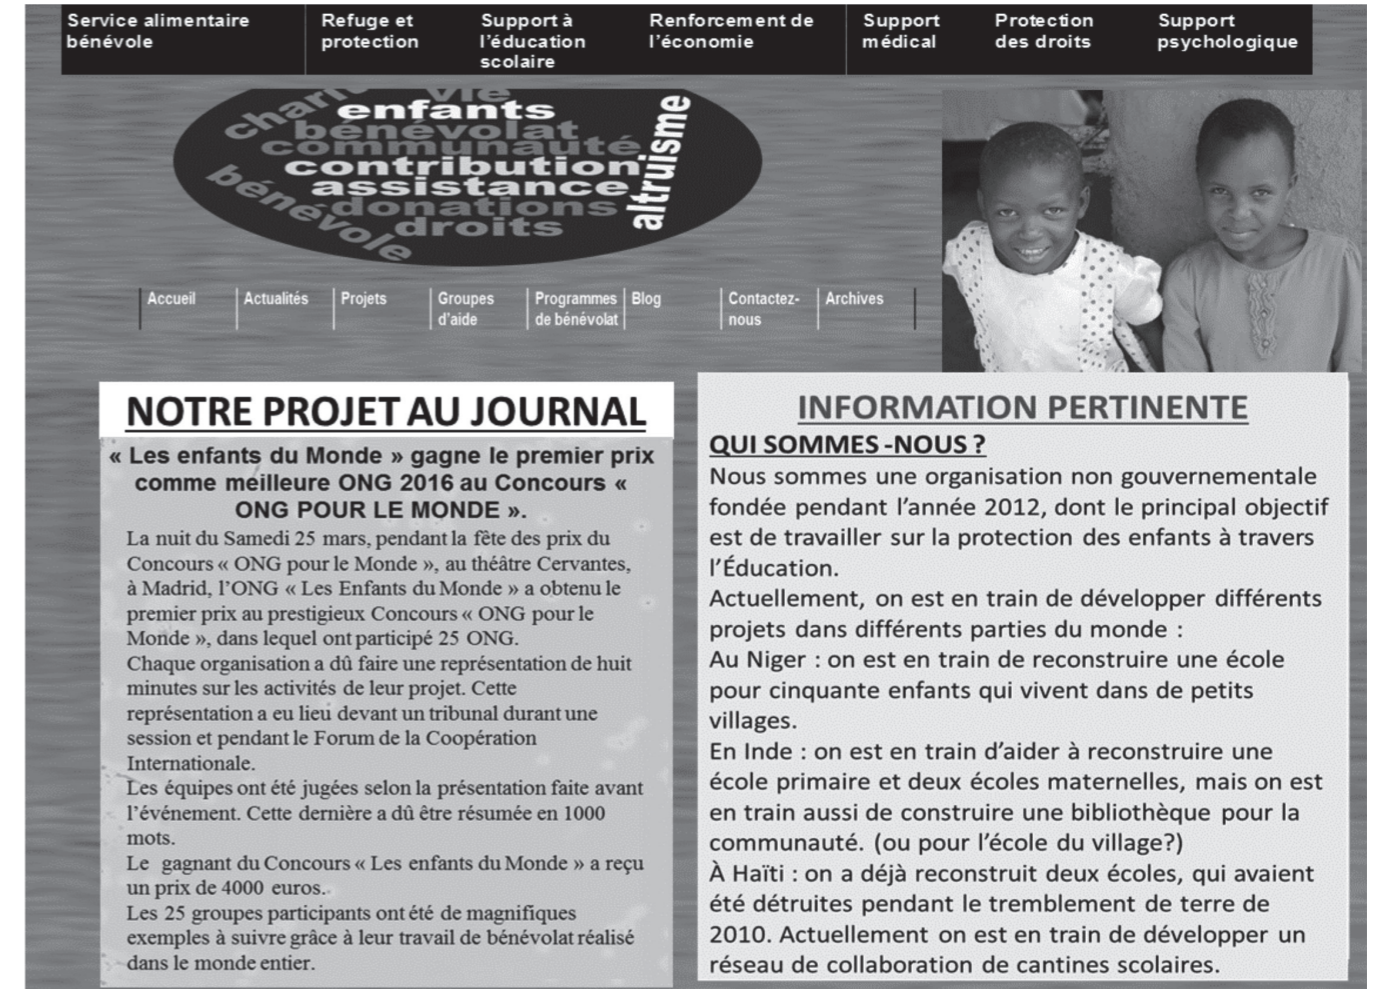 Service alimentaire
bénévole
Refuge et
protection
Support à
l'éducation
scolaire
Renforcement de
l'économie
Support
médical
Protection
des droits
Support
psychologique
vie
enfants
bénévolat
communauté
contribution
assistance
donations
droits
bénévole
altruisme
Accueil
Actualités
Projets
Groupes
d'aide
Programmes
de bénévolat
Blog
Contactez-
nous
Archives
NOTRE PROJET AU JOURNAL
« Les enfants du Monde » gagne le premier prix
comme meilleure ONG 2016 au Concours «
ONG POUR LE MONDE ».
La nuit du Samedi 25 mars, pendant la fête des prix du
Concours « ONG pour le Monde », au théâtre Cervantes,
à Madrid, l'ONG « Les Enfants du Monde » a obtenu le
premier prix au prestigieux Concours « ONG pour le
Monde », dans lequel ont participé 25 ONG.
Chaque organisation a dû faire une représentation de huit
minutes sur les activités de leur projet. Cette
représentation a eu lieu devant un tribunal durant une
session et pendant le Forum de la Coopération
Internationale.
Les équipes ont été jugées selon la présentation faite avant
l'événement. Cette dernière a dû être résumée en 1000
mots.
Le gagnant du Concours « Les enfants du Monde » a reçu
un prix de 4000 euros.
Les 25 groupes participants ont été de magnifiques
exemples à suivre grâce à leur travail de bénévolat réalisé
dans le monde entier.
INFORMATION PERTINENTE
QUI SOMMES -NOUS ?
Nous sommes une organisation non gouvernementale
fondée pendant l'année 2012, dont le principal objectif
est de travailler sur la protection des enfants à travers
l'Éducation.
Actuellement, on est en train de développer différents
projets dans différents parties du monde :
Au Niger : on est en train de reconstruire une école
pour cinquante enfants qui vivent dans de petits
villages.
En Inde : on est en train d'aider à reconstruire une
école primaire et deux écoles maternelles, mais on est
en train aussi de construire une bibliothèque pour la
communauté. (ou pour l'école du village?)
À Haïti : on a déjà reconstruit deux écoles, qui avaient
été détruites pendant le tremblement de terre de
2010. Actuellement on est en train de développer un
réseau de collaboration de cantines scolaires.